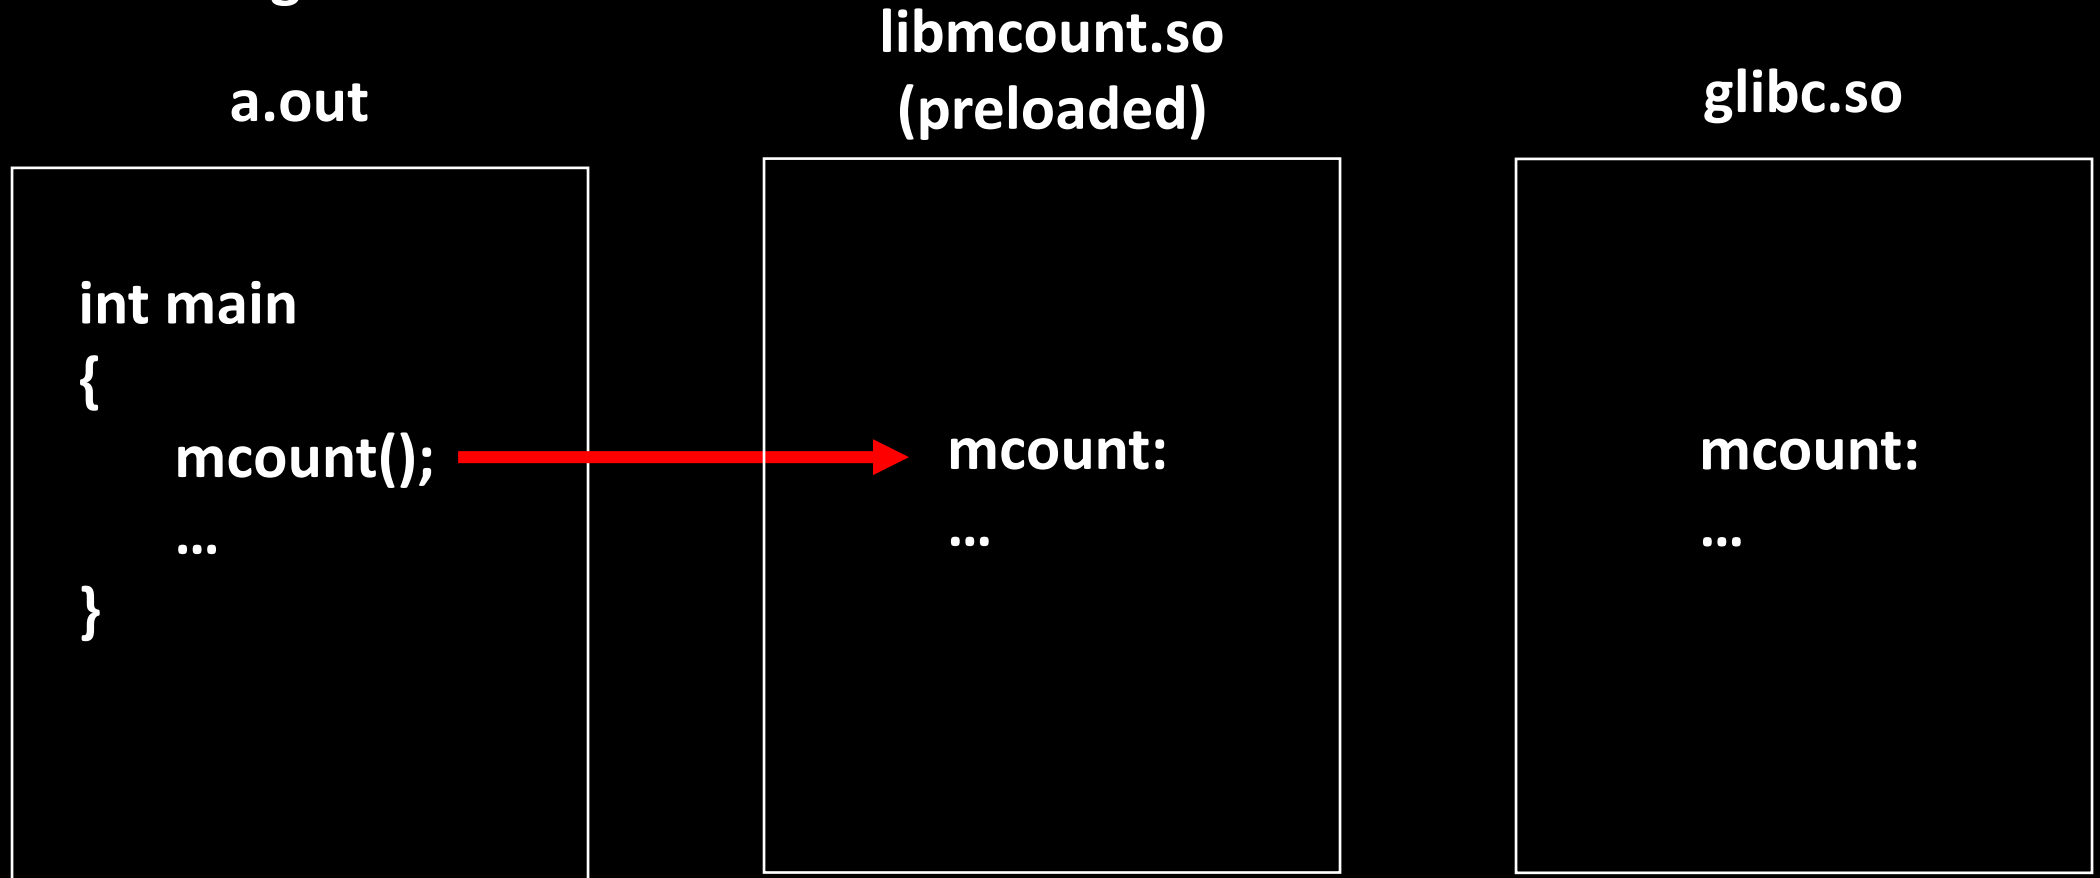 a.out
int main
{
mcount();
...
}
libmcount.so
(preloaded)
mcount:
...
glibc.so
mcount:
...